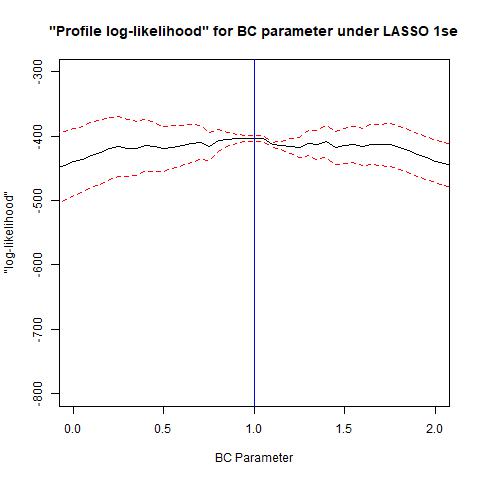 "Profile log-likelihood" for BC parameter under LASSO 1se
"log-likelihood"
-300
-400
-500
-600
-700
-800
0.0 0.5 1.0 1.5 2.0
BC Parameter